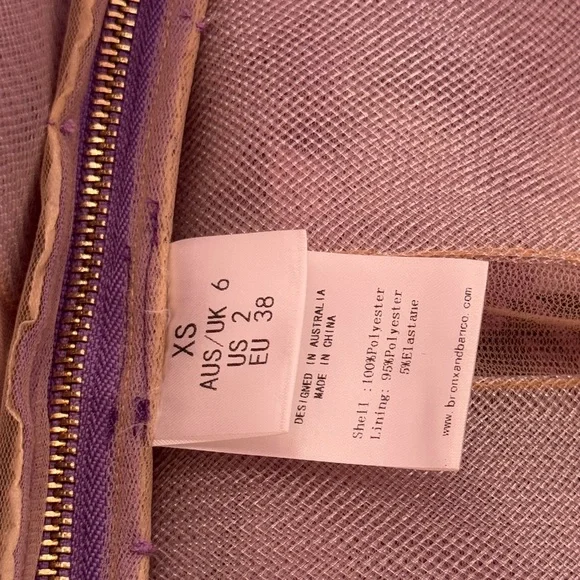 XS
AUS/UK 6
US 2
EU 38
DESIGNED IN AUSTRALIA
MADE IN CHINA
Shell :100%Polyester
Lining: 95%Polyester
5%Elastane
www.bronxandbanco.com